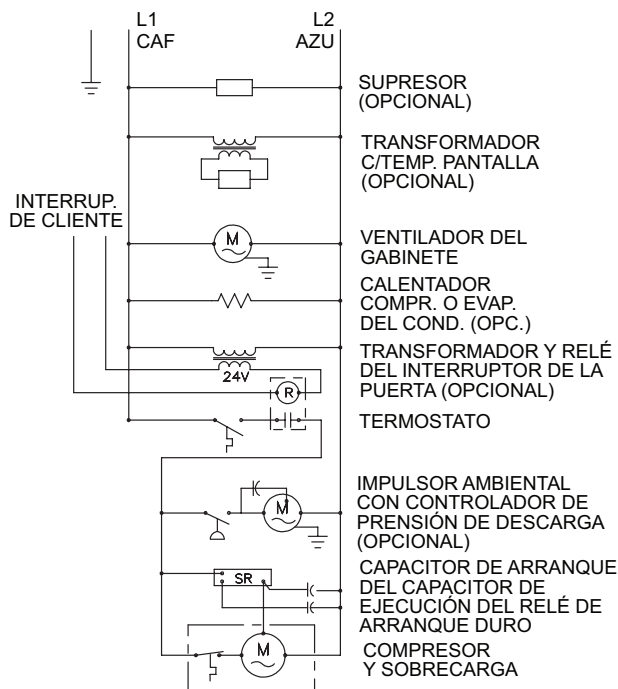 L1
CAF
L2
AZU
SUPRESOR
(OPCIONAL)
TRANSFORMADOR
C/TEMP. PANTALLA
(OPCIONAL)
INTERRUP.
DE CLIENTE
M
VENTILADOR DEL
GABINETE
CALENTADOR
COMPR. O EVAP.
DEL COND. (OPC.)
24V
TRANSFORMADOR Y RELÉ
DEL INTERRUPTOR DE LA
PUERTA (OPCIONAL)
R
TERMOSTATO
M
IMPULSOR AMBIENTAL
CON CONTROLADOR DE
PRENSIÓN DE DESCARGA
(OPCIONAL)
SR
CAPACITOR DE ARRANQUE
DEL CAPACITOR DE
EJECUCIÓN DEL RELÉ DE
ARRANQUE DURO
M
COMPRESOR
Y SOBRECARGA